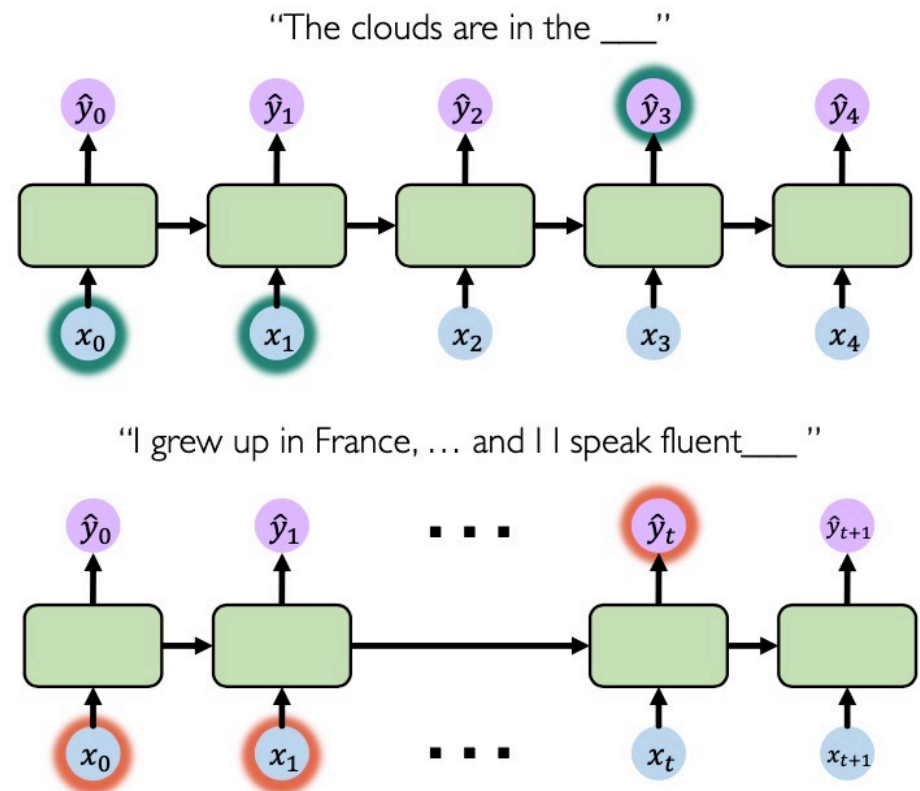 “The clouds are in the ___”
ŷ₀ ŷ₁ ŷ₂ ŷ₃ ŷ₄
x₀ x₁ x₂ x₃ x₄
“I grew up in France, … and I I speak fluent___ ”
ŷ₀ ŷ₁ ... ŷₜ ŷₜ₊₁
x₀ x₁ ... xₜ xₜ₊₁